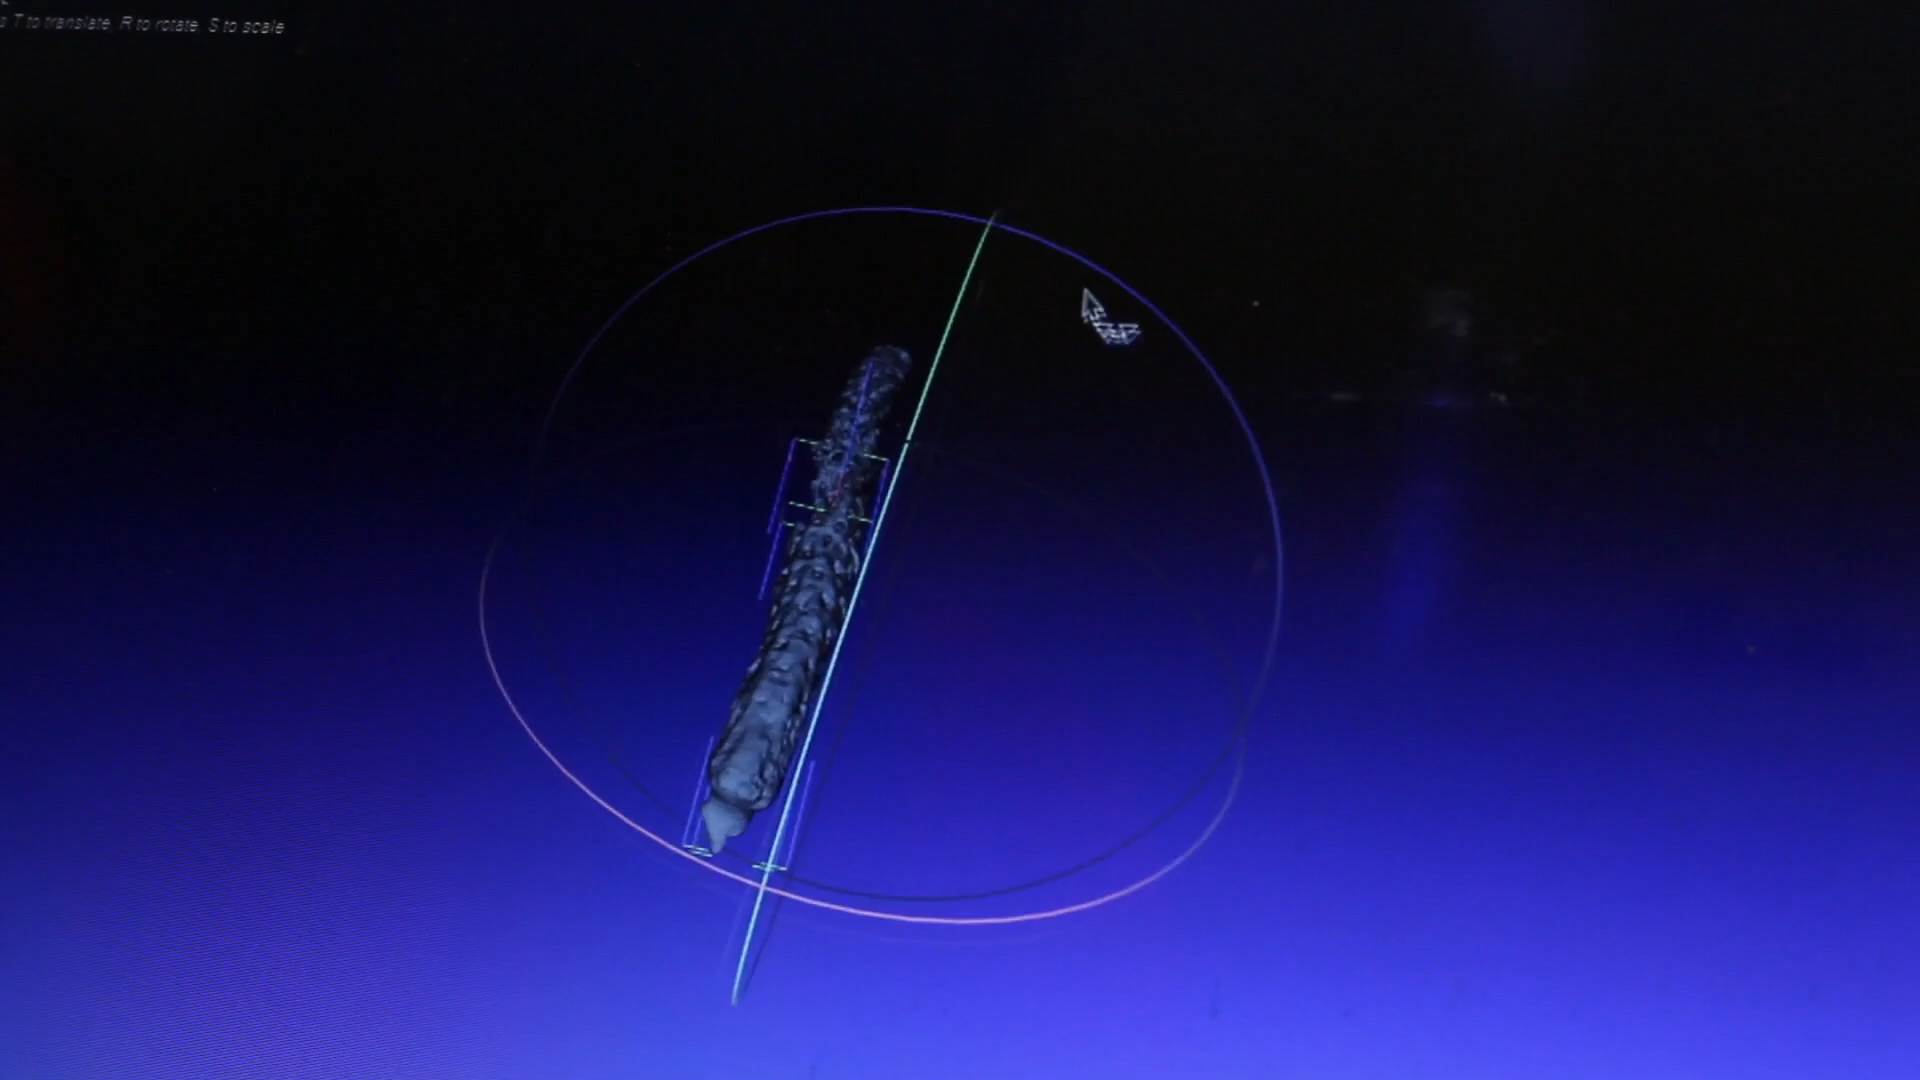 s T to translate, R to rotate, S to scale